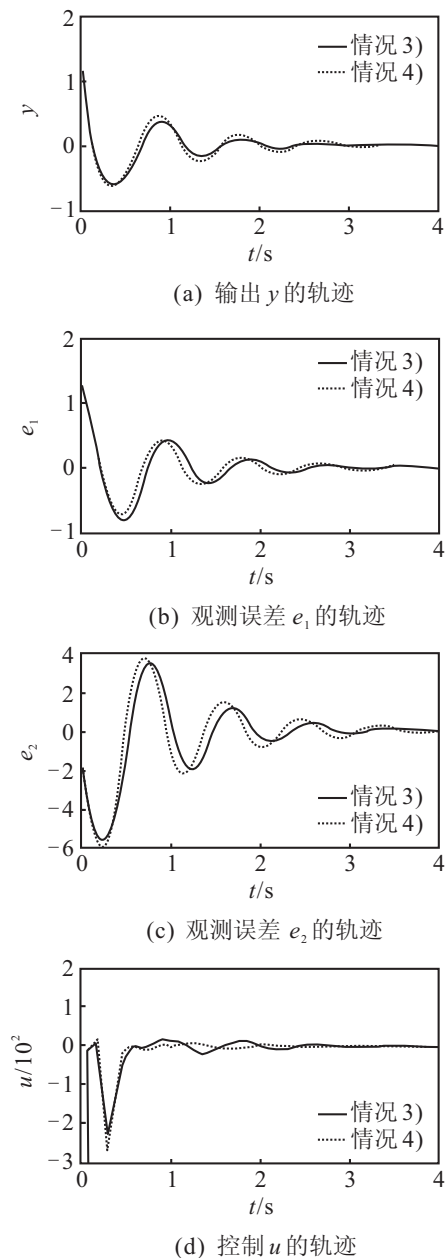 2
情况 3)
情况 4)
1
y
0
−1
0 1 2 3 4
t/s
(a) 输出 y 的轨迹
2
情况 3)
情况 4)
1
e₁
0
−1
0 1 2 3 4
t/s
(b) 观测误差 e₁ 的轨迹
4
2
0
e₂
−2
−4
情况 3)
情况 4)
−6
0 1 2 3 4
t/s
(c) 观测误差 e₂ 的轨迹
2
1
0
u/10²
−1
−2
情况 3)
情况 4)
−3
0 1 2 3 4
t/s
(d) 控制 u 的轨迹